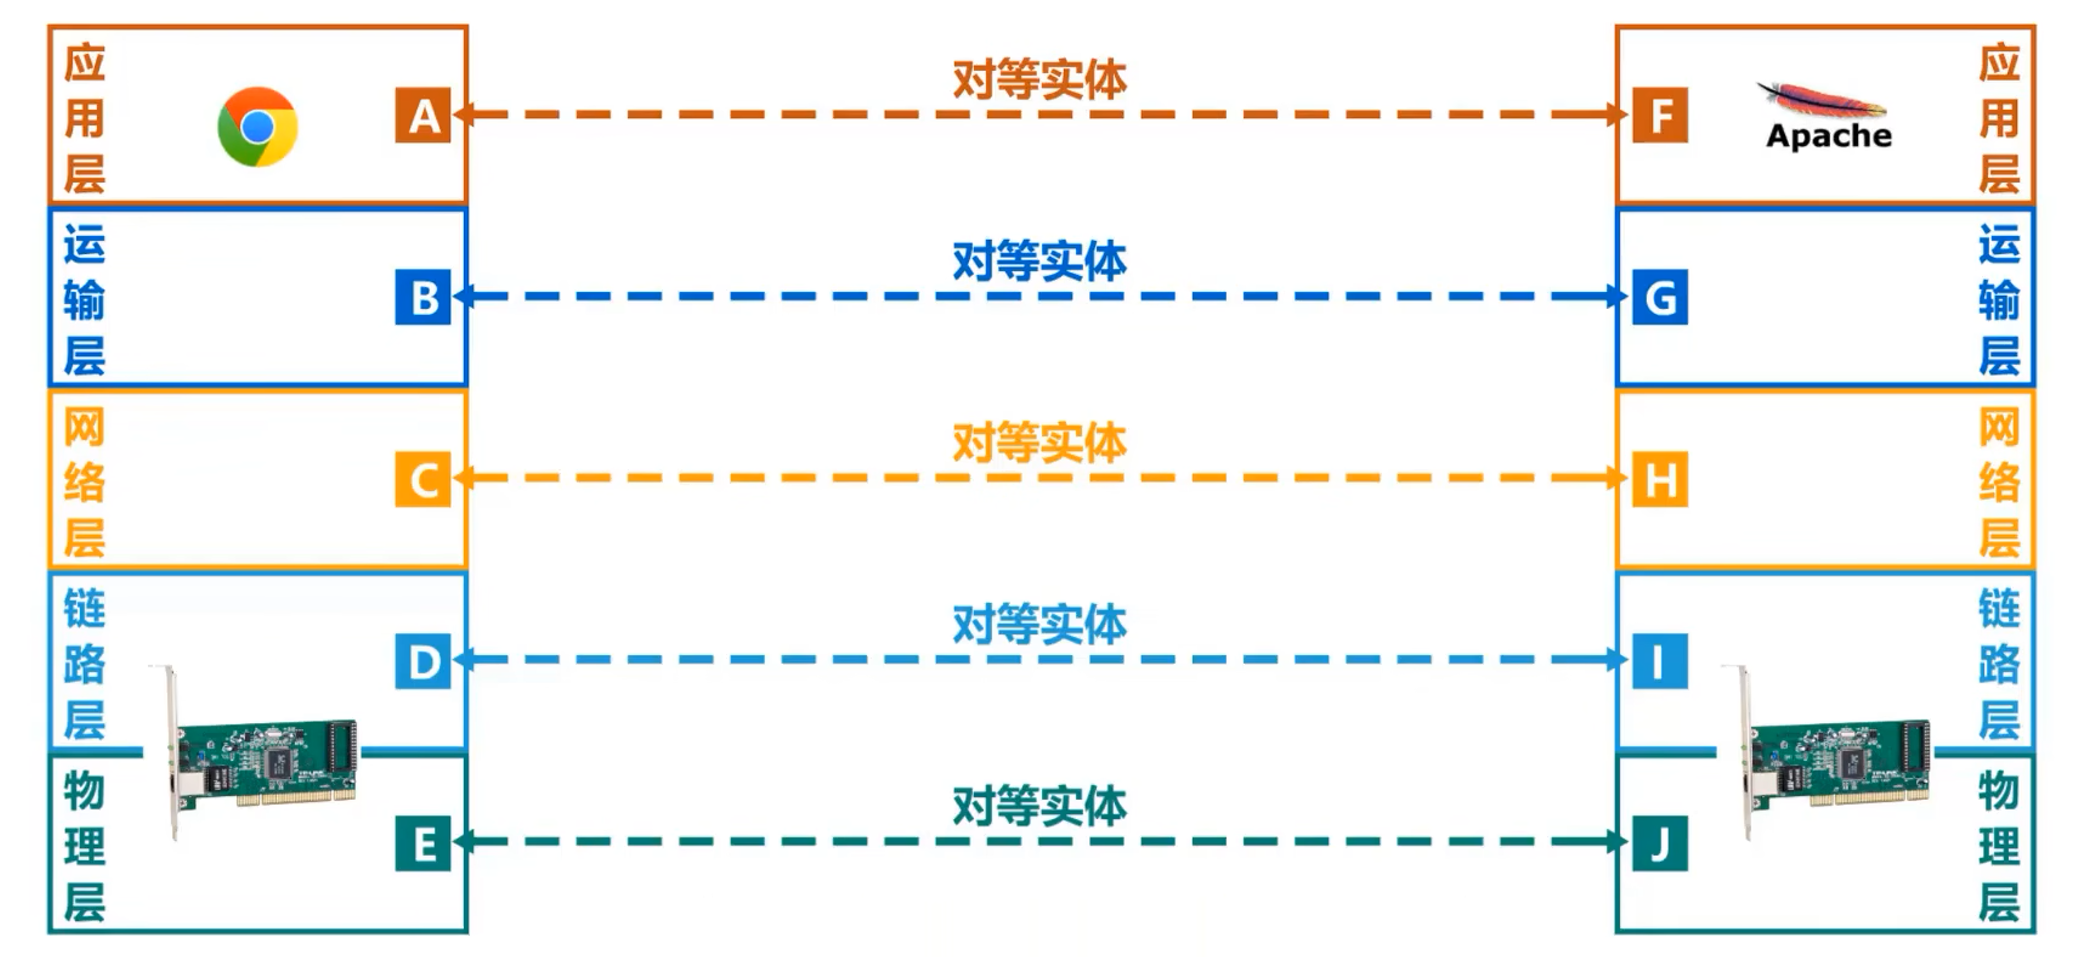 应用层
A
对等实体
F
Apache
应用层
运输层
B
对等实体
G
运输层
网络层
C
对等实体
H
网络层
链路层
D
对等实体
I
链路层
物理层
E
对等实体
J
物理层